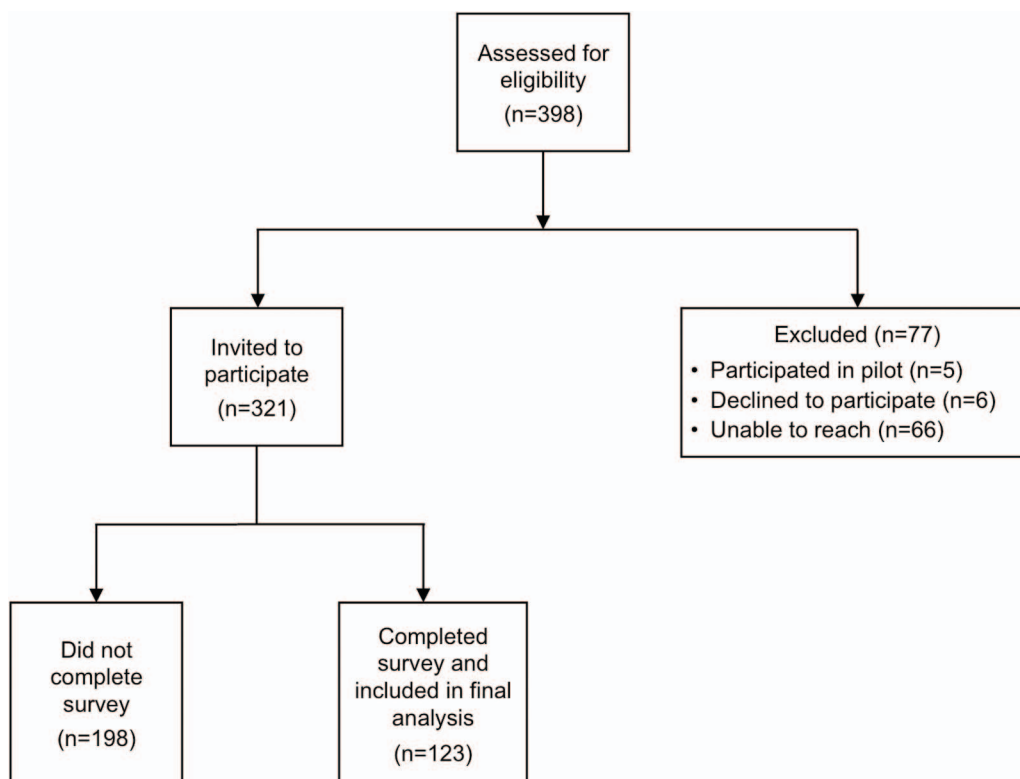 Assessed for
eligibility
(n=398)
Invited to
participate
(n=321)
Excluded (n=77)
• Participated in pilot (n=5)
• Declined to participate (n=6)
• Unable to reach (n=66)
Did not
complete
survey
(n=198)
Completed
survey and
included in final
analysis
(n=123)